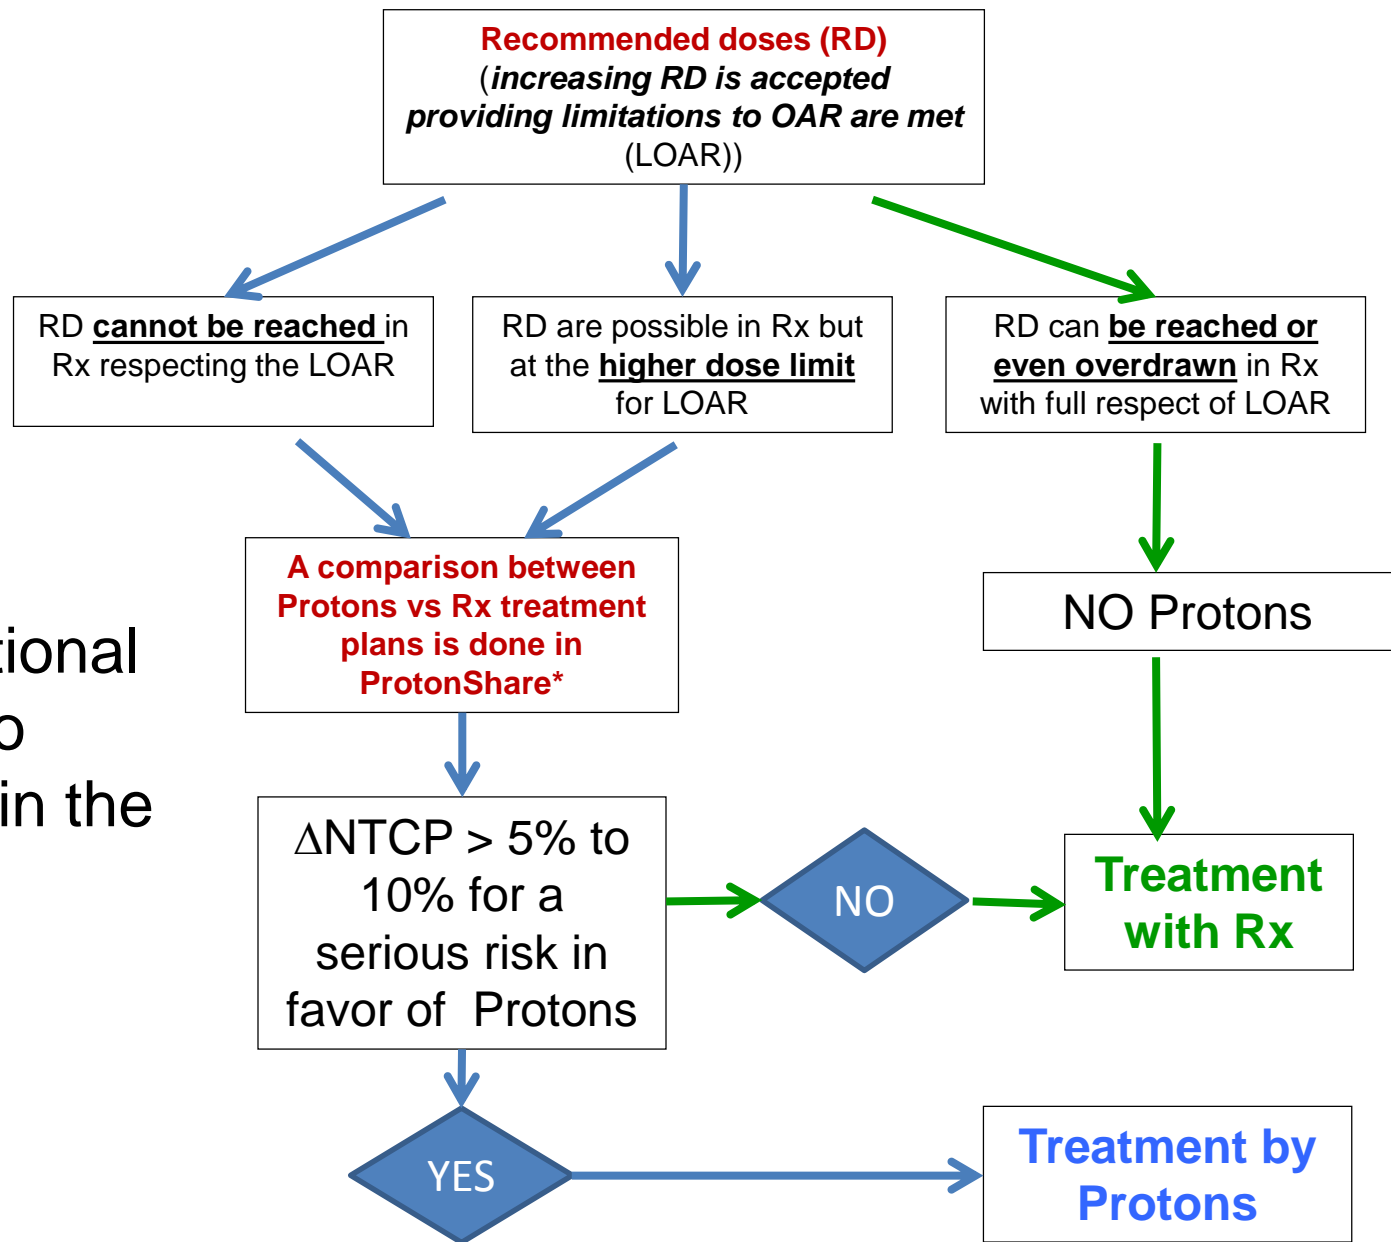 Recommended doses (RD)
(increasing RD is accepted
providing limitations to OAR are met
(LOAR))
RD cannot be reached in
Rx respecting the LOAR
RD are possible in Rx but
at the higher dose limit
for LOAR
RD can be reached or
even overdrawn in Rx
with full respect of LOAR
A comparison between
Protons vs Rx treatment
plans is done in
ProtonShare*
NO Protons
tional
o
in the
∆NTCP > 5% to
10% for a
serious risk in
favor of  Protons
NO
Treatment
with Rx
YES
Treatment by
Protons